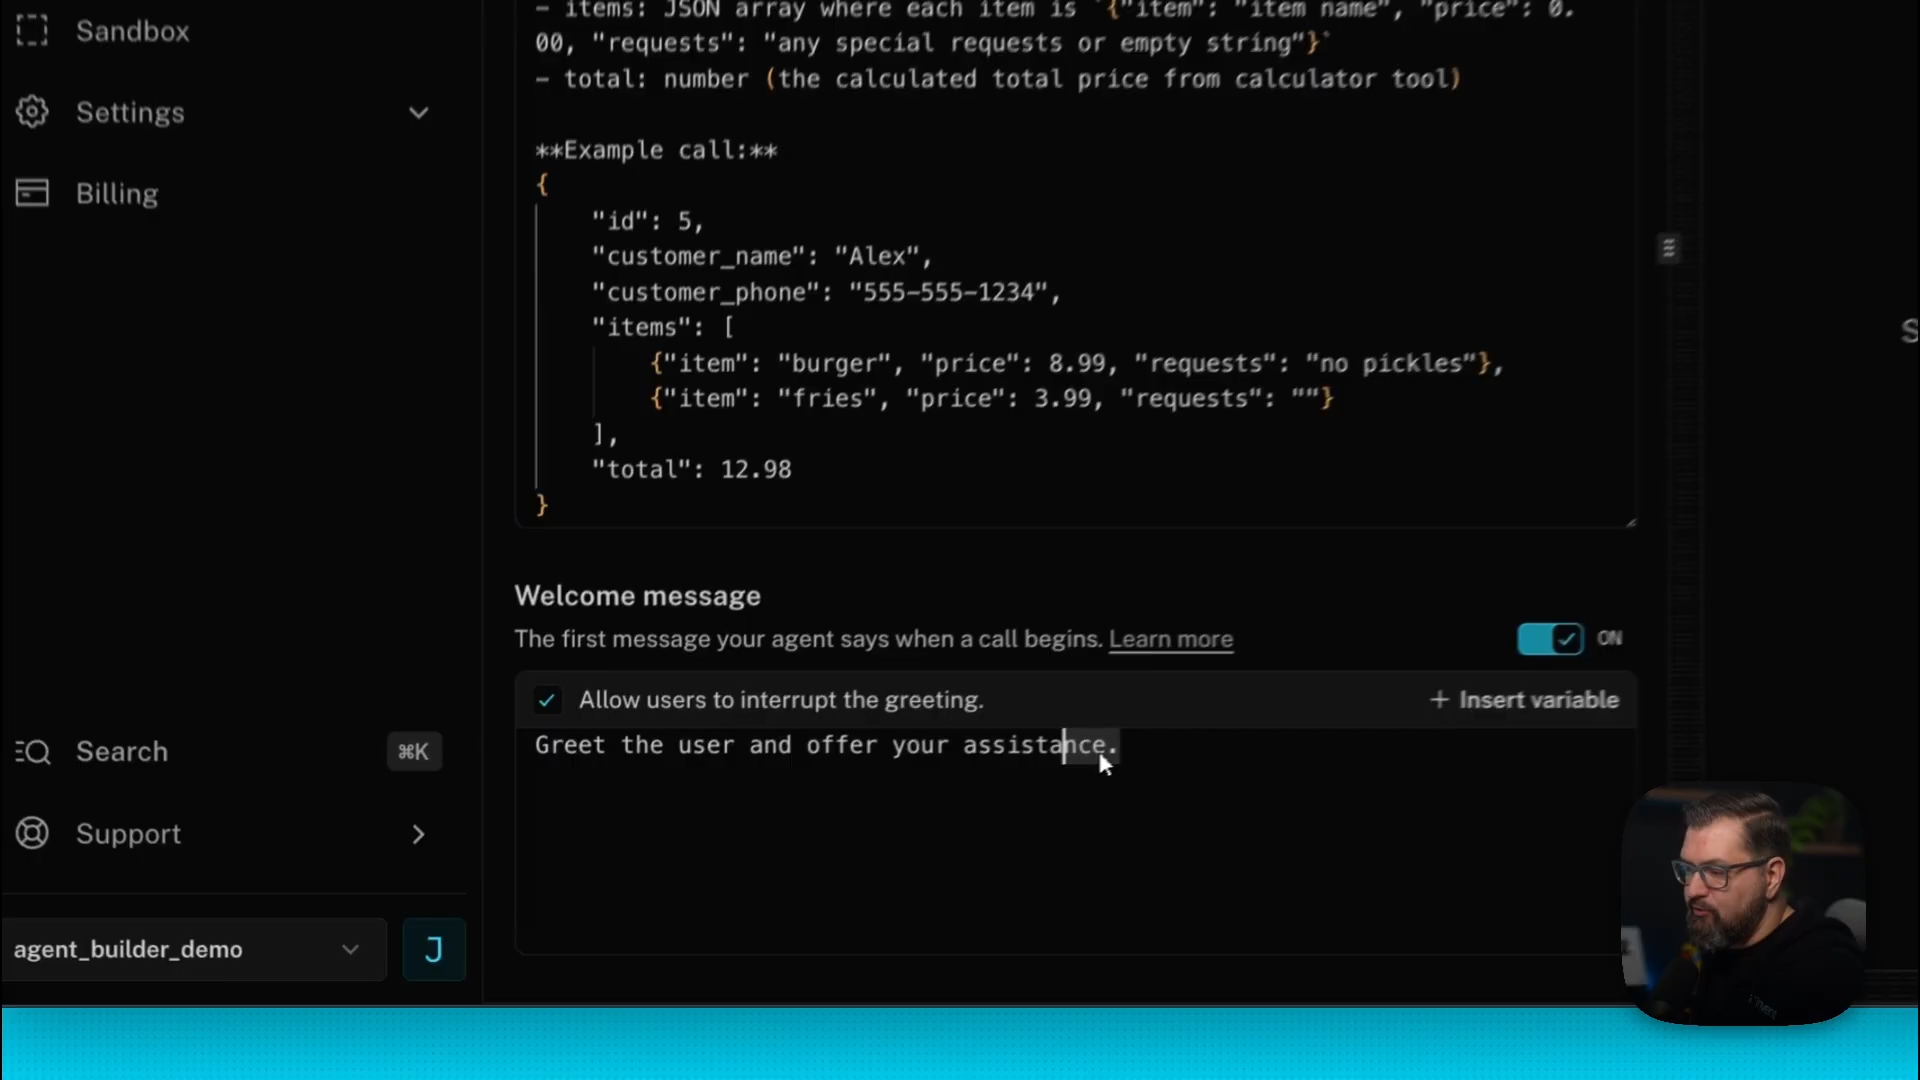 Sandbox
Settings
Billing
- items: JSON array where each item is `{"item": "item name", "price": 0.
00, "requests": "any special requests or empty string"}`
- total: number (the calculated total price from calculator tool)
**Example call:**
{
"id": 5,
"customer_name": "Alex",
"customer_phone": "555-555-1234",
"items": [
{"item": "burger", "price": 8.99, "requests": "no pickles"},
{"item": "fries", "price": 3.99, "requests": ""}
],
"total": 12.98
}
Welcome message
The first message your agent says when a call begins. Learn more
ON
Allow users to interrupt the greeting.
+ Insert variable
Greet the user and offer your assistance.
Search
⌘K
Support
agent_builder_demo
J